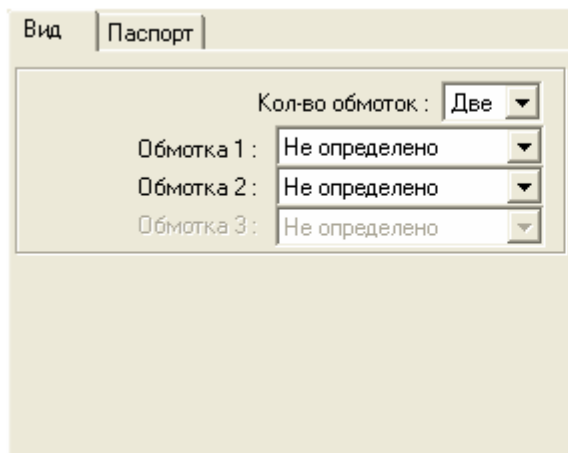 Вид Паспорт
Кол-во обмоток : Две
Обмотка 1 : Не определено
Обмотка 2 : Не определено
Обмотка 3 : Не определено